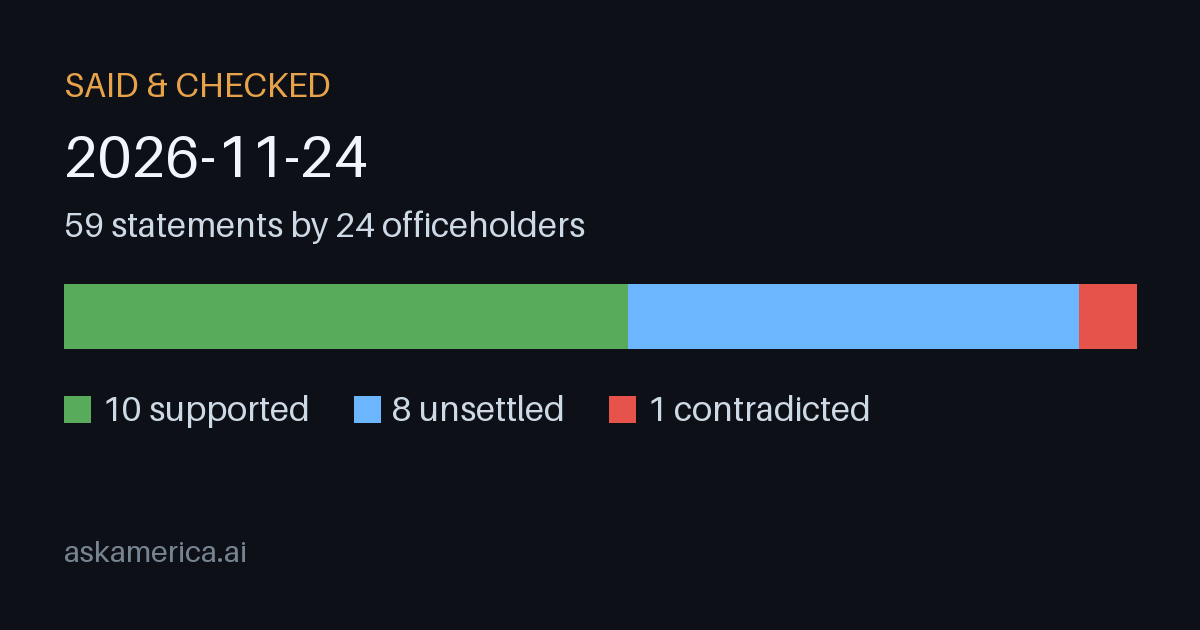 SAID & CHECKED
2026-11-24
59 statements by 24 officeholders
10 supported 8 unsettled 1 contradicted
askamerica.ai